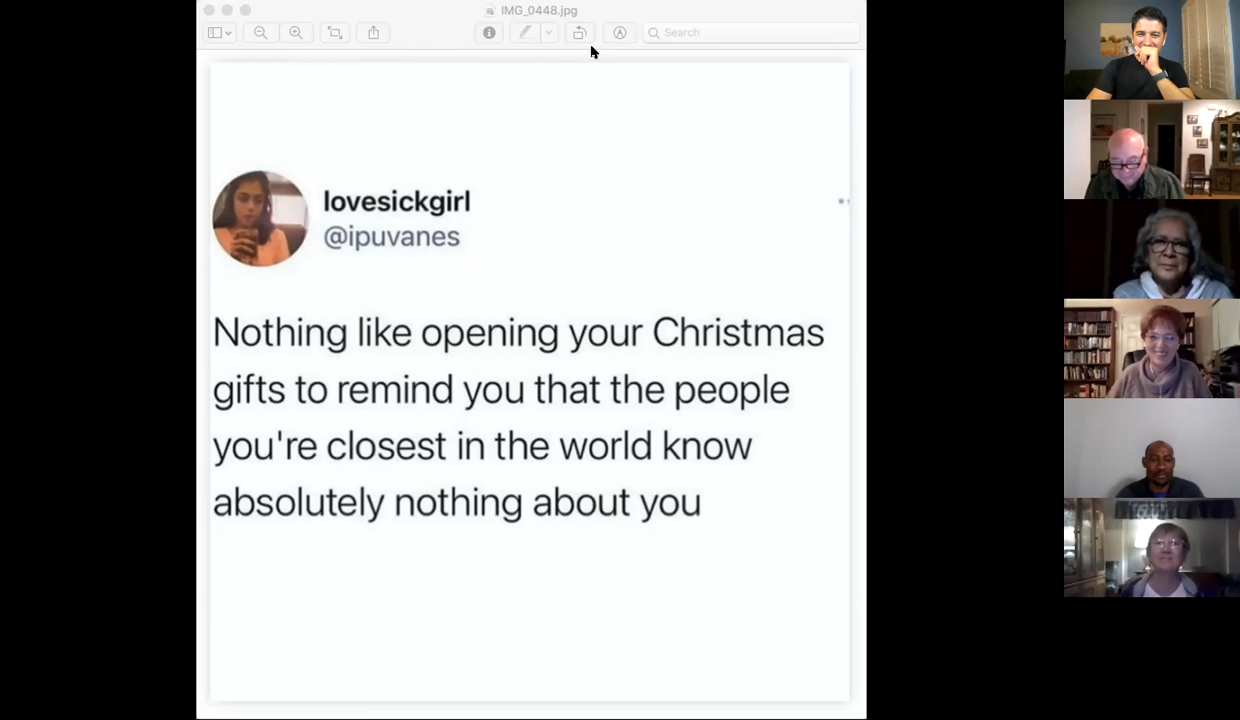 IMG_0448.jpg
Search
lovesickgirl
@ipuvanes
Nothing like opening your Christmas
gifts to remind you that the people
you're closest in the world know
absolutely nothing about you